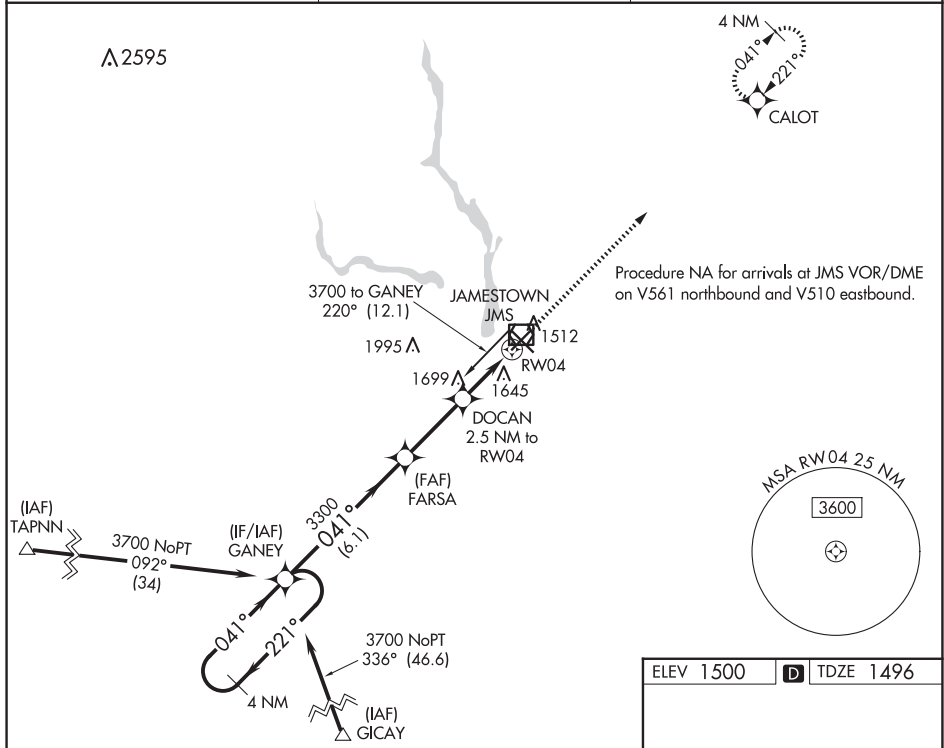 2595
4 NM
041°
221°
CALOT
Procedure NA for arrivals at JMS VOR/DME
on V561 northbound and V510 eastbound.
3700 to GANEY
220° (12.1)
JAMESTOWN
JMS
1512
1995
RW04
1699
1645
DOCAN
2.5 NM to
RW04
(FAF)
FARSA
MSA RW04 25 NM
3600
(IAF)
TAPNN
3700 NoPT
092°
(34)
(IF/IAF)
GANEY
3300
041°
(6.1)
041°
221°
4 NM
3700 NoPT
336° (46.6)
(IAF)
GICAY
ELEV 1500 D TDZE 1496